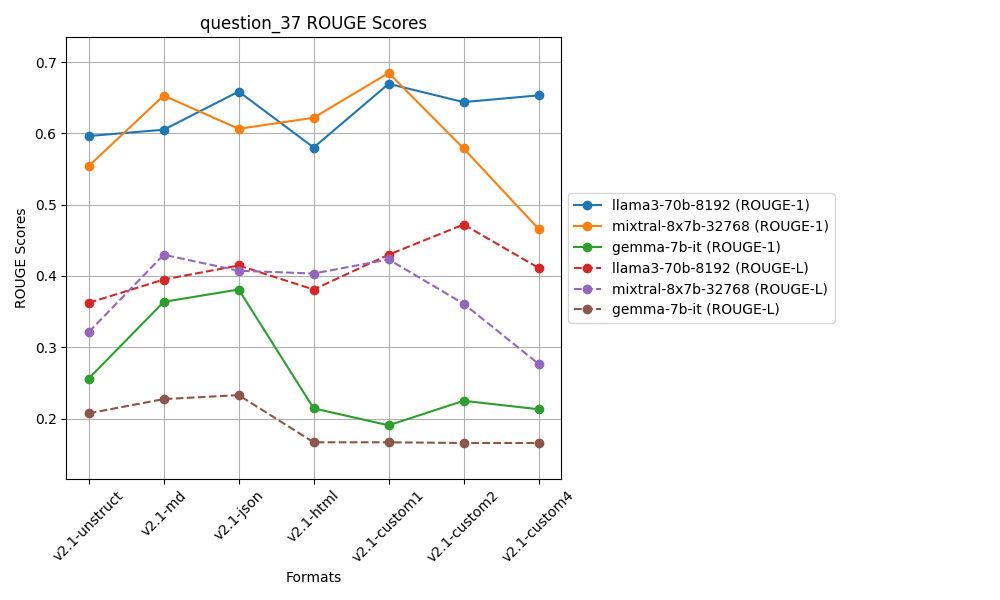 question_37 ROUGE Scores
ROUGE Scores
0.7
0.6
0.5
0.4
0.3
0.2
v2.1-unstruct
v2.1-md
v2.1-json
v2.1-html
v2.1-custom1
v2.1-custom2
v2.1-custom4
Formats
llama3-70b-8192 (ROUGE-1)
mixtral-8x7b-32768 (ROUGE-1)
gemma-7b-it (ROUGE-1)
llama3-70b-8192 (ROUGE-L)
mixtral-8x7b-32768 (ROUGE-L)
gemma-7b-it (ROUGE-L)